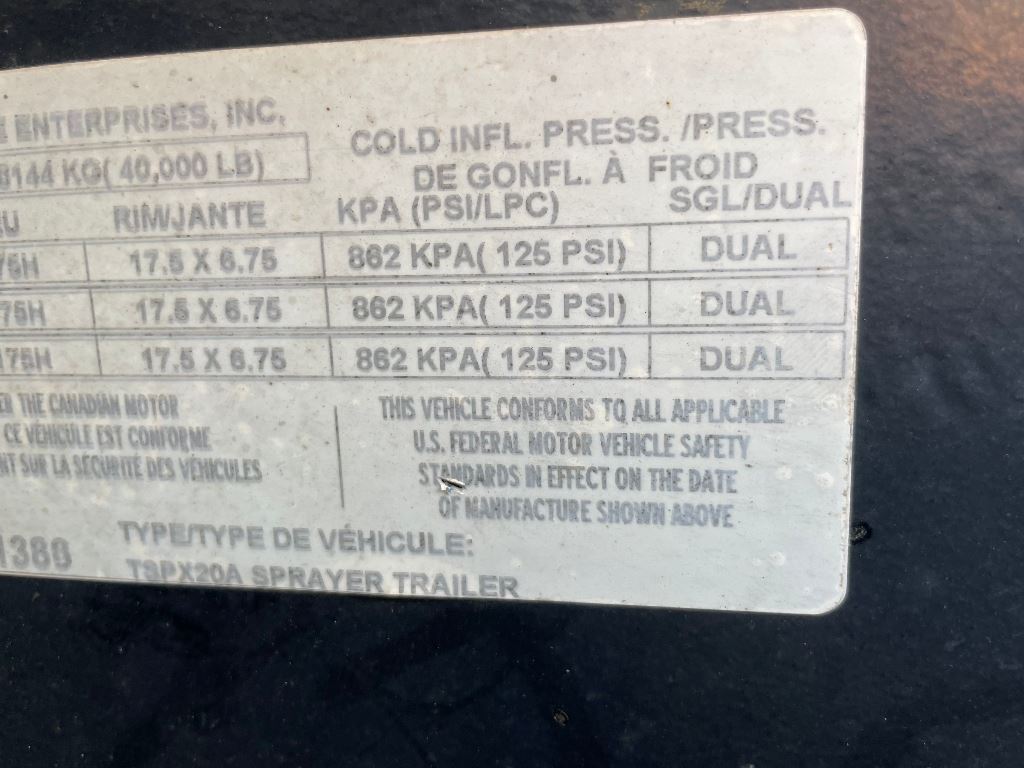 E ENTERPRISES, INC.
8144 KG( 40,000 LB)
COLD INFL. PRESS. /PRESS.
DE GONFL. À FROID
U RIM/JANTE KPA (PSI/LPC) SGL/DUAL
75H 17.5 X 6.75 862 KPA( 125 PSI) DUAL
75H 17.5 X 6.75 862 KPA( 125 PSI) DUAL
175H 17.5 X 6.75 862 KPA( 125 PSI) DUAL
ER THE CANADIAN MOTOR
CE VÉHICULE EST CONFORME
NT SUR LA SÉCURITÉ DES VÉHICULES
THIS VEHICLE CONFORMS TO ALL APPLICABLE
U.S. FEDERAL MOTOR VEHICLE SAFETY
STANDARDS IN EFFECT ON THE DATE
OF MANUFACTURE SHOWN ABOVE
1388 TYPE/TYPE DE VÉHICULE:
TSPX20A SPRAYER TRAILER